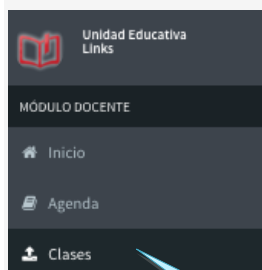 Unidad Educativa
Links
MÓDULO DOCENTE
Inicio
Agenda
Clases